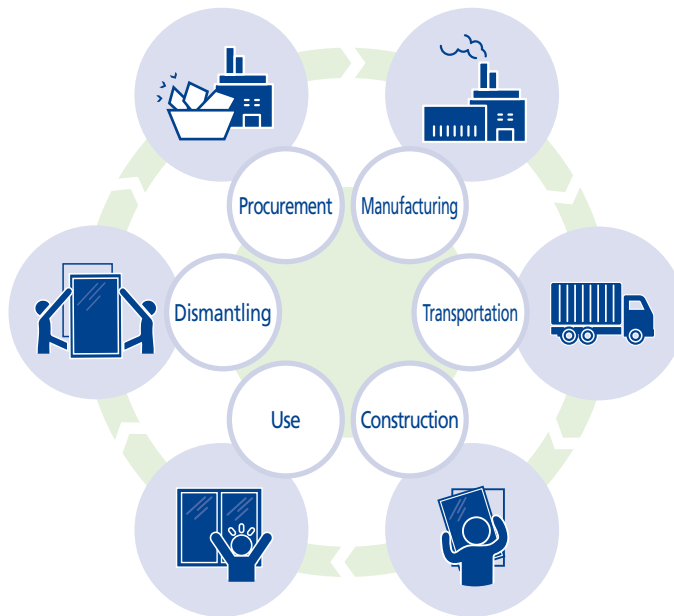 Procurement
Manufacturing
Dismantling
Transportation
Use
Construction